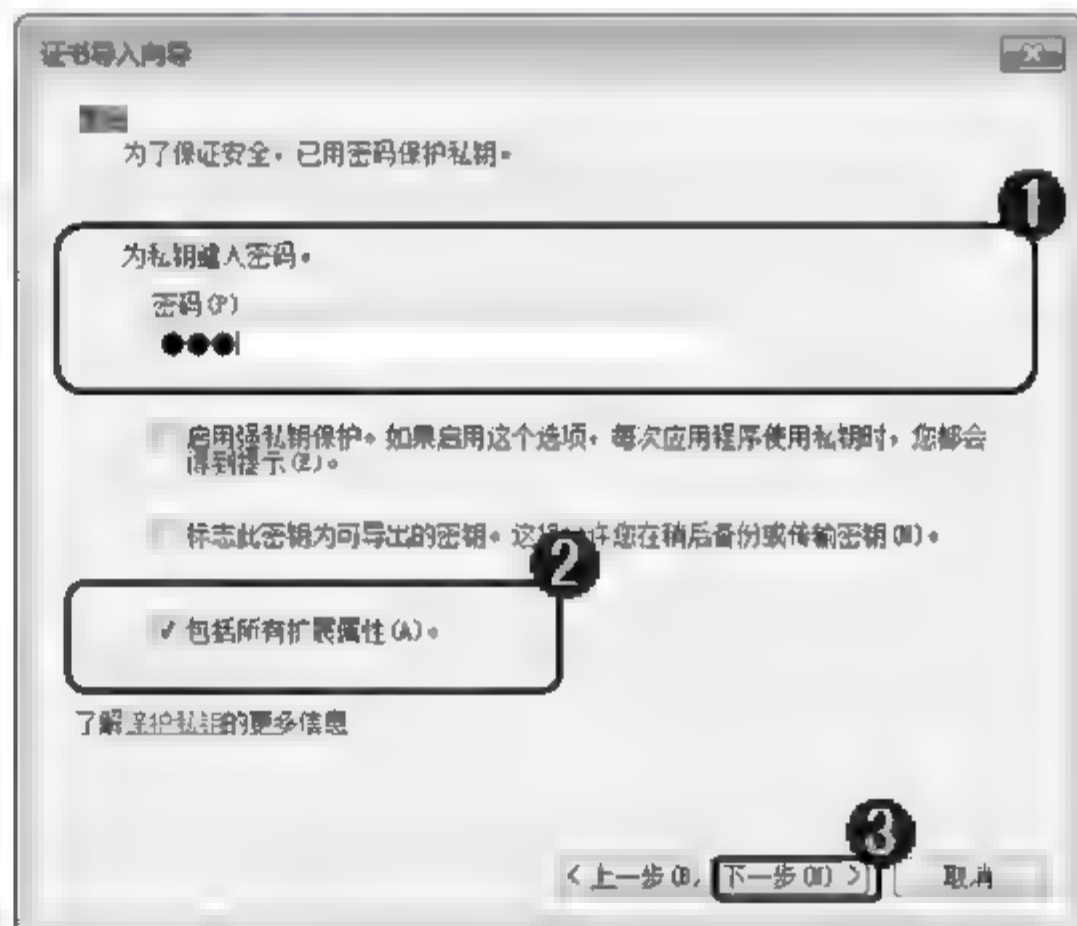 证书导入向导
为了保证安全，已用密码保护私钥。
1
为私钥键入密码。
密码(P)
启用强私钥保护。如果启用这个选项，每次应用程序使用私钥时，您都会
得到提示(E)。
标志此密钥为可导出的密钥。这将允许您在稍后备份或传输密钥(M)。
2
包括所有扩展属性(A)。
了解保护私钥的更多信息
3
< 上一步(B) 下一步(N) > 取消